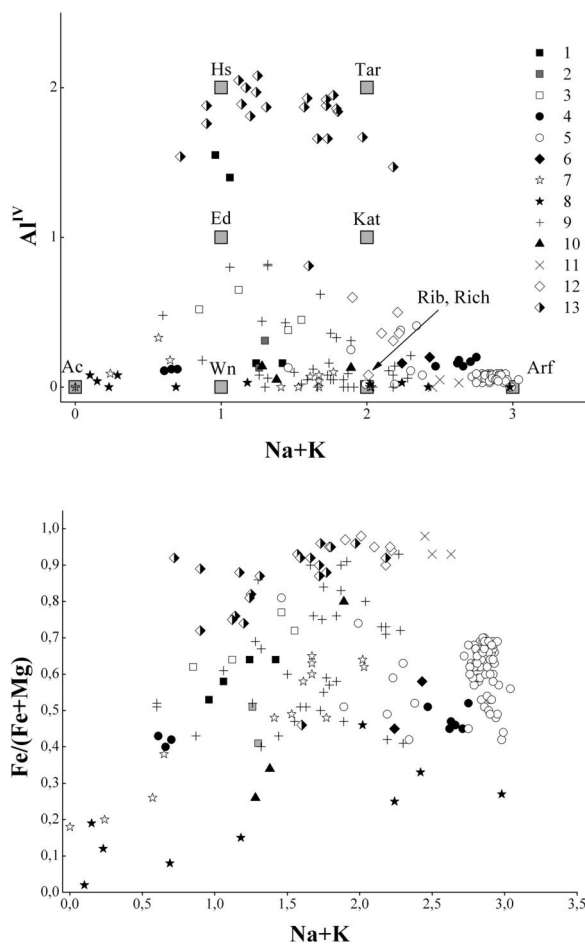 Hs Tar
2
1
2
3
4
5
6
7
8
9
10
11
12
13
Al^IV
Ed Kat
1
Rib, Rich
Ac Wn Arf
0
0 1 2 3
Na+K
1,0
0,9
0,8
0,7
0,6
0,5
0,4
0,3
0,2
0,1
0,0
Fe/(Fe+Mg)
0,0 0,5 1,0 1,5 2,0 2,5 3,0 3,5
Na+K